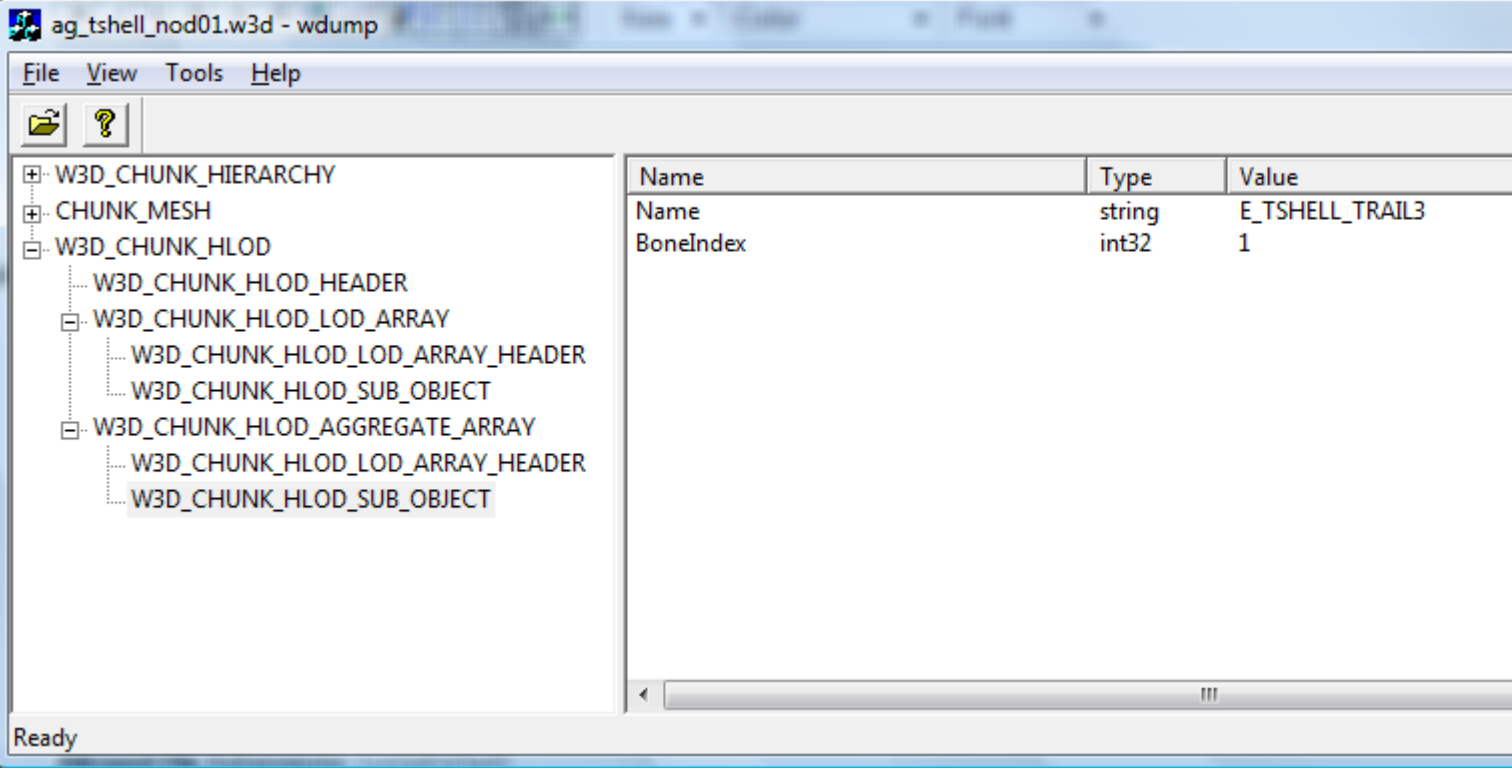 ag_tshell_nod01.w3d - wdump
File View Tools Help
W3D_CHUNK_HIERARCHY
CHUNK_MESH
W3D_CHUNK_HLOD
W3D_CHUNK_HLOD_HEADER
W3D_CHUNK_HLOD_LOD_ARRAY
W3D_CHUNK_HLOD_LOD_ARRAY_HEADER
W3D_CHUNK_HLOD_SUB_OBJECT
W3D_CHUNK_HLOD_AGGREGATE_ARRAY
W3D_CHUNK_HLOD_LOD_ARRAY_HEADER
W3D_CHUNK_HLOD_SUB_OBJECT
Name Type Value
Name string E_TSHELL_TRAIL3
BoneIndex int32 1
Ready